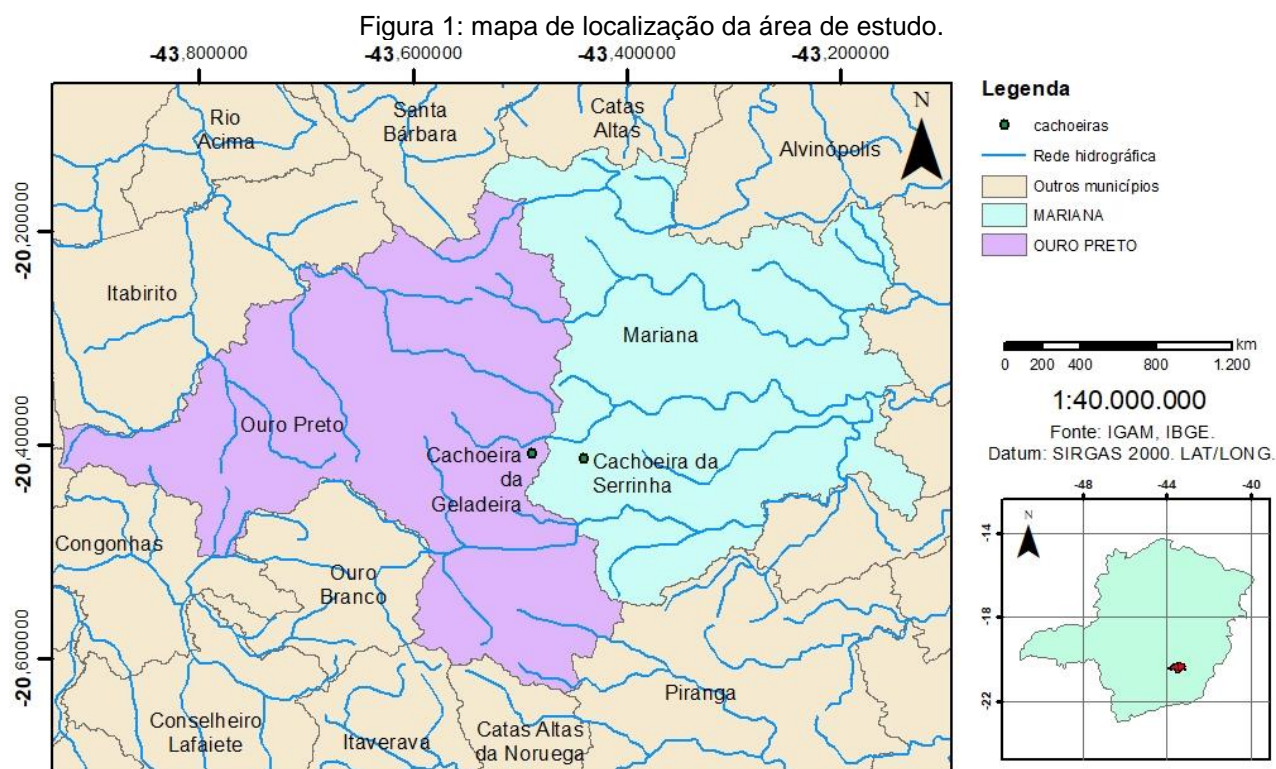 Figura 1: mapa de localização da área de estudo.
-43,800000 -43,600000 -43,400000 -43,200000
-20,200000
-20,400000
-20,600000
Rio
Acima
Santa
Bárbara
Catas
Altas
Alvinópolis
N
Itabirito
Mariana
Ouro Preto
Cachoeira
da
Geladeira
Cachoeira da
Serrinha
Congonhas
Ouro
Branco
Piranga
Conselheiro
Lafaiete
Itaverava
Catas Altas
da Noruega
Legenda
cachoeiras
Rede hidrográfica
Outros municípios
MARIANA
OURO PRETO
km
0 200 400 800 1.200
1:40.000.000
Fonte: IGAM, IBGE.
Datum: SIRGAS 2000. LAT/LONG.
-48 -44 -40
N
-14
-18
-22